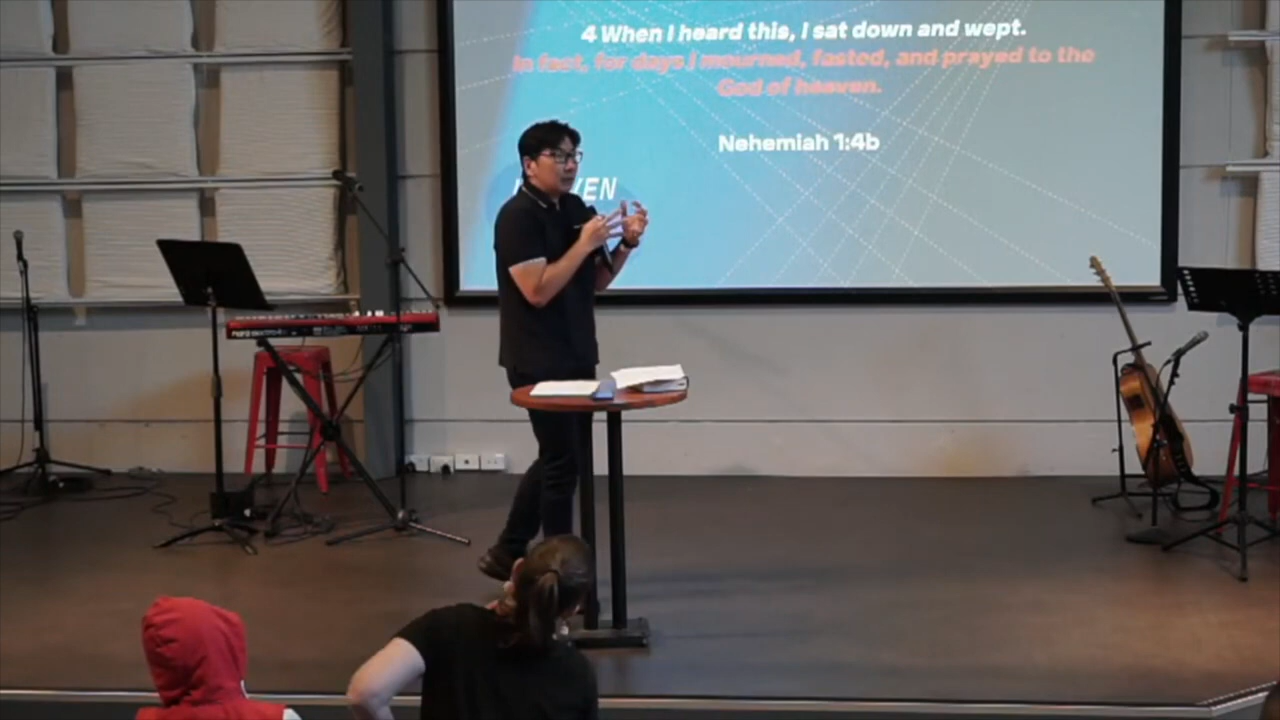 4 When I heard this, I sat down and wept.
In fact, for days I mourned, fasted, and prayed to the
God of heaven.
Nehemiah 1:4b